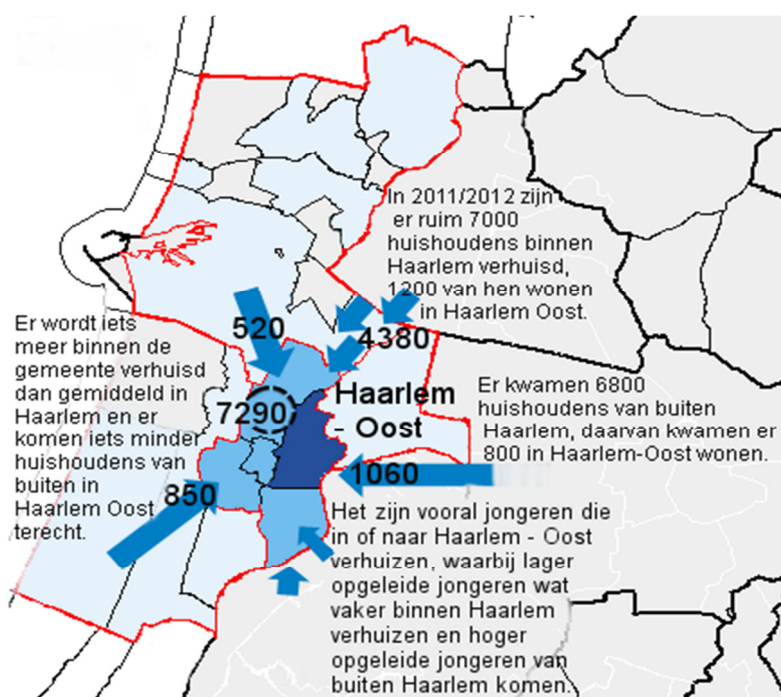 In 2011/2012 zijn
er ruim 7000
huishoudens binnen
Haarlem verhuisd,
1200 van hen wonen
in Haarlem Oost.
Er wordt iets
meer binnen de
gemeente verhuisd
dan gemiddeld in
Haarlem en er
komen iets minder
huishoudens van
buiten in
Haarlem Oost
terecht.
520
4380
7290
Haarlem
- Oost
850
1060
Er kwamen 6800
huishoudens van buiten
Haarlem, daarvan kwamen er
800 in Haarlem-Oost wonen.
Het zijn vooral jongeren die
in of naar Haarlem - Oost
verhuizen, waarbij lager
opgeleide jongeren wat
vaker binnen Haarlem
verhuizen en hoger
opgeleide jongeren van
buiten Haarlem komen.